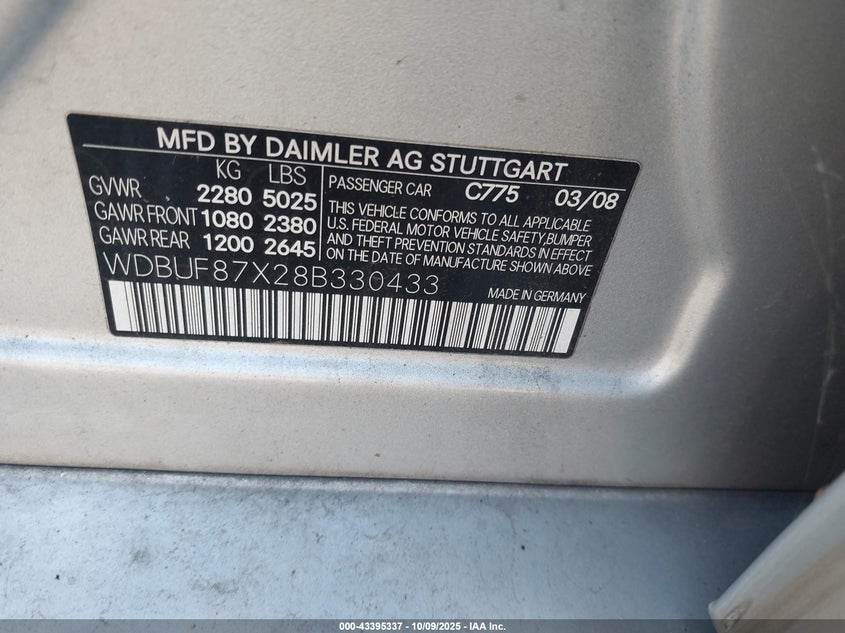 MFD BY DAIMLER AG STUTTGART
KG LBS
GVWR 2280 5025
GAWR FRONT 1080 2380
GAWR REAR 1200 2645
PASSENGER CAR C775 03/08
THIS VEHICLE CONFORMS TO ALL APPLICABLE
U.S. FEDERAL MOTOR VEHICLE SAFETY, BUMPER
AND THEFT PREVENTION STANDARDS IN EFFECT
ON THE DATE OF MANUFACTURE SHOWN ABOVE
WDBUF87X28B330433
MADE IN GERMANY
000-43395337 - 10/09/2025 - IAA Inc.